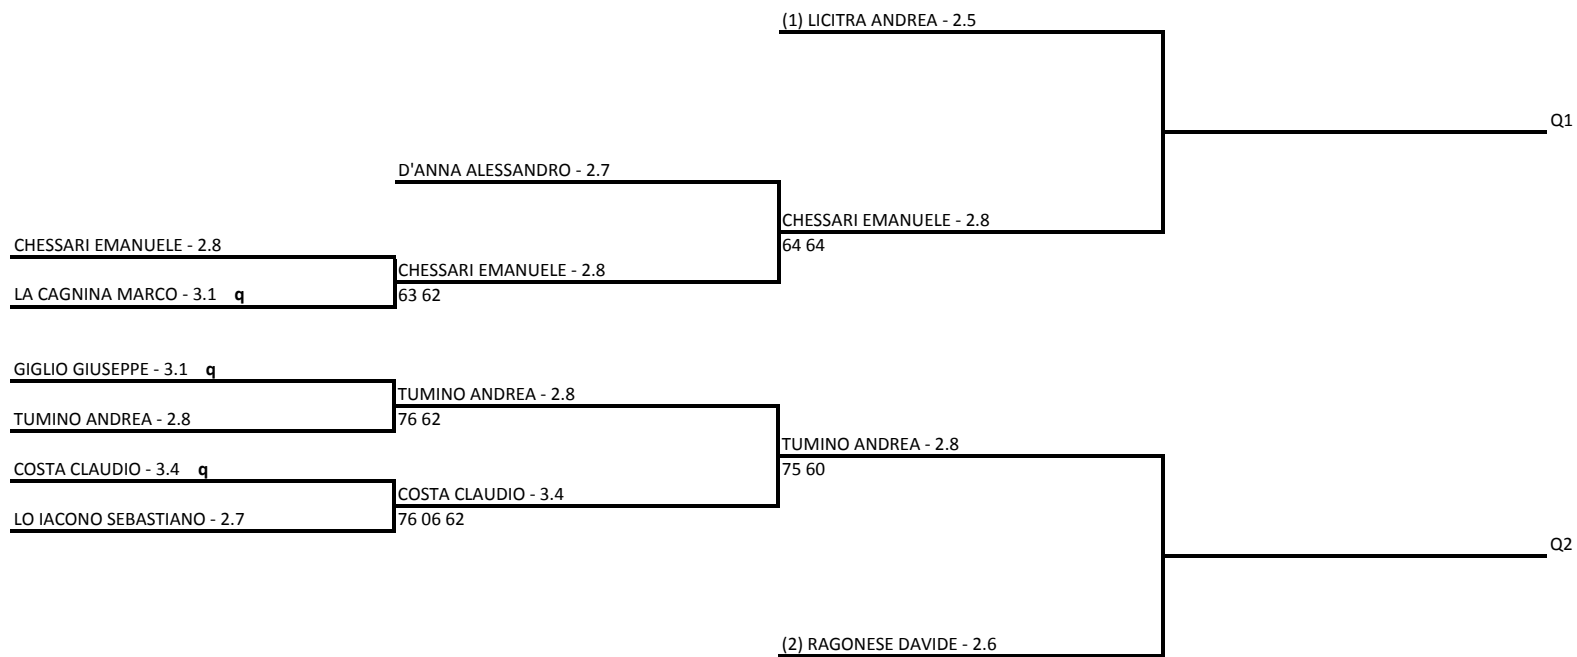 (1) LICITRA ANDREA - 2.5
Q1
D'ANNA ALESSANDRO - 2.7
CHESSARI EMANUELE - 2.8
64 64
CHESSARI EMANUELE - 2.8
CHESSARI EMANUELE - 2.8
63 62
LA CAGNINA MARCO - 3.1 q
GIGLIO GIUSEPPE - 3.1 q
TUMINO ANDREA - 2.8
76 62
TUMINO ANDREA - 2.8
TUMINO ANDREA - 2.8
75 60
COSTA CLAUDIO - 3.4 q
COSTA CLAUDIO - 3.4
76 06 62
LO IACONO SEBASTIANO - 2.7
Q2
(2) RAGONESE DAVIDE - 2.6